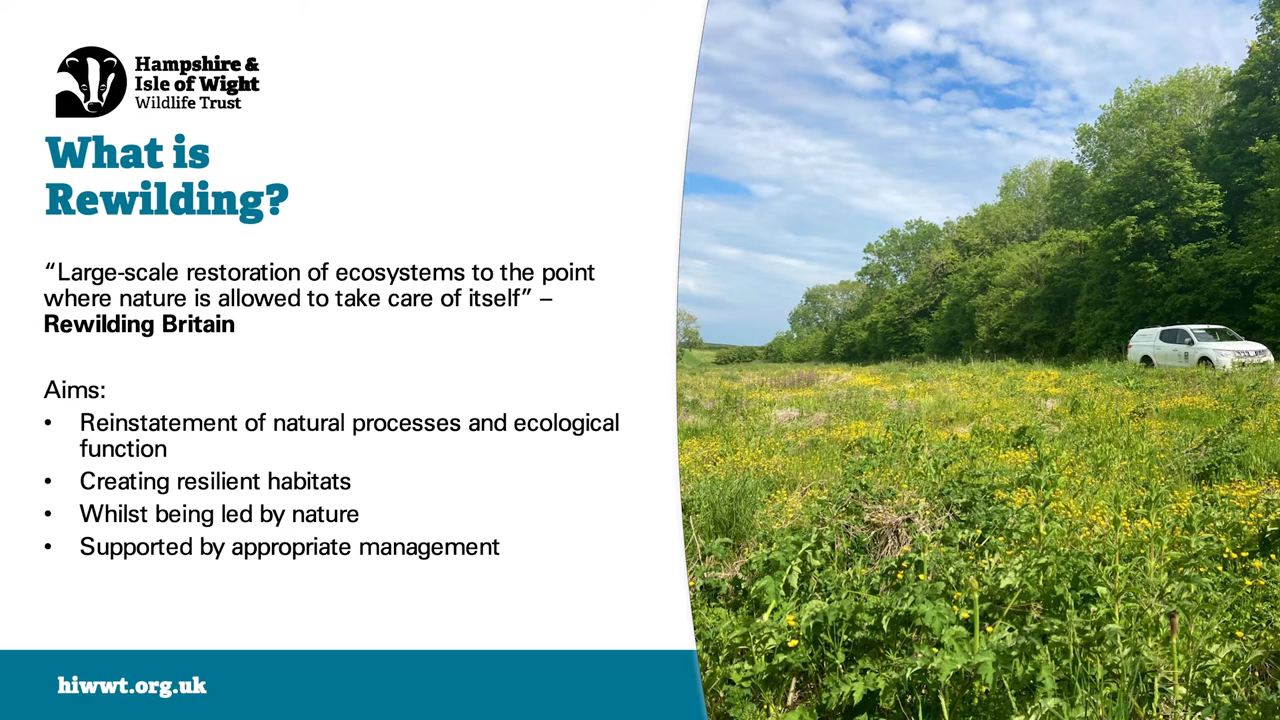 Hampshire &
Isle of Wight
Wildlife Trust
What is
Rewilding?
“Large-scale restoration of ecosystems to the point
where nature is allowed to take care of itself” –
Rewilding Britain
Aims:
• Reinstatement of natural processes and ecological
function
• Creating resilient habitats
• Whilst being led by nature
• Supported by appropriate management
hiwwt.org.uk